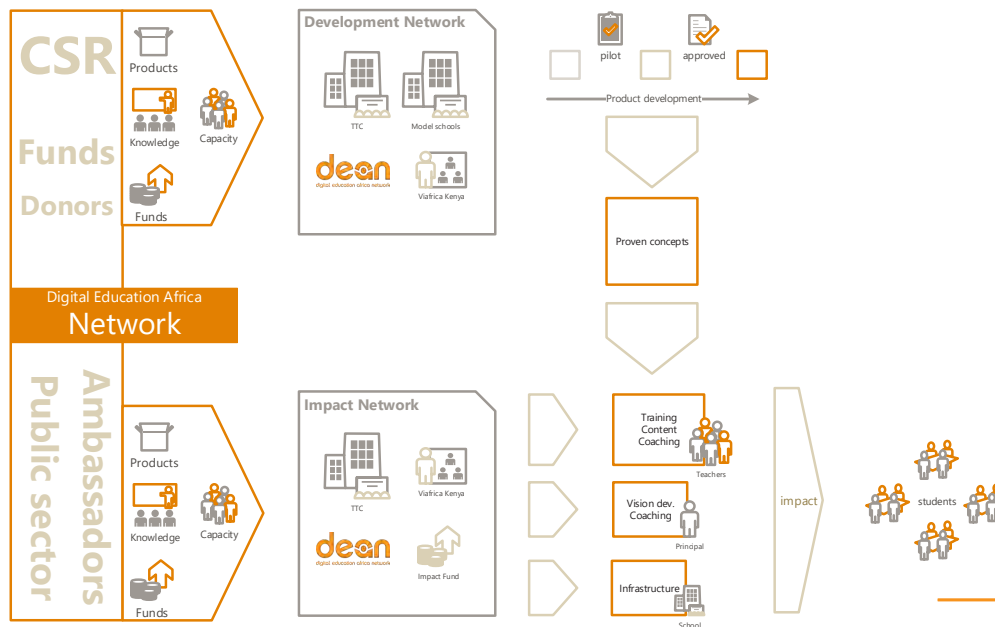 CSR
Funds
Donors
Products
Knowledge
Capacity
Funds
Development Network
TTC
Model schools
dean
digital education africa network
Viafrica Kenya
pilot
approved
Product development
Proven concepts
Digital Education Africa
Network
Public sector
Ambassadors
Products
Knowledge
Capacity
Funds
Impact Network
TTC
Viafrica Kenya
dean
digital education africa network
Impact Fund
Training
Content
Coaching
Teachers
Vision dev.
Coaching
Principal
Infrastructure
School
impact
students